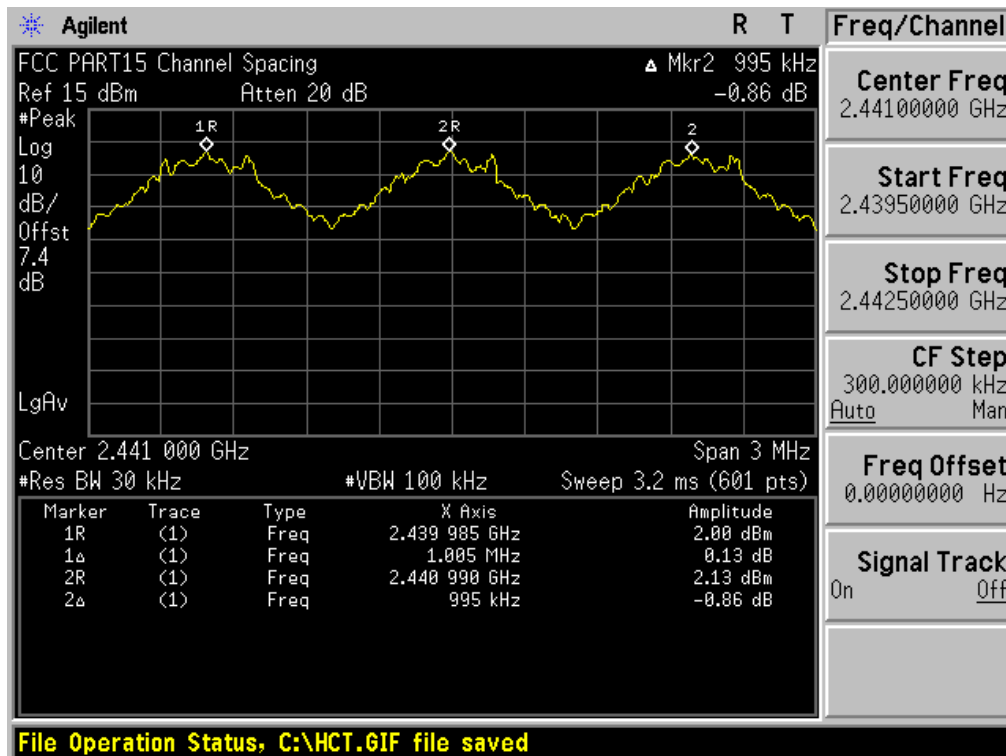 Agilent R T
FCC PART15 Channel Spacing
Δ Mkr2 995 kHz
Ref 15 dBm Atten 20 dB -0.86 dB
#Peak
Log
10
dB/
Offst
7.4
dB
LgAv
1R
2R
2
Center 2.441 000 GHz Span 3 MHz
#Res BW 30 kHz #VBW 100 kHz Sweep 3.2 ms (601 pts)
Marker Trace Type X Axis Amplitude
1R (1) Freq 2.439 985 GHz 2.00 dBm
1Δ (1) Freq 1.005 MHz 0.13 dB
2R (1) Freq 2.440 990 GHz 2.13 dBm
2Δ (1) Freq 995 kHz -0.86 dB
File Operation Status, C:\HCT.GIF file saved
Freq/Channel
Center Freq
2.44100000 GHz
Start Freq
2.43950000 GHz
Stop Freq
2.44250000 GHz
CF Step
300.000000 kHz
Auto Man
Freq Offset
0.00000000 Hz
Signal Track
On Off